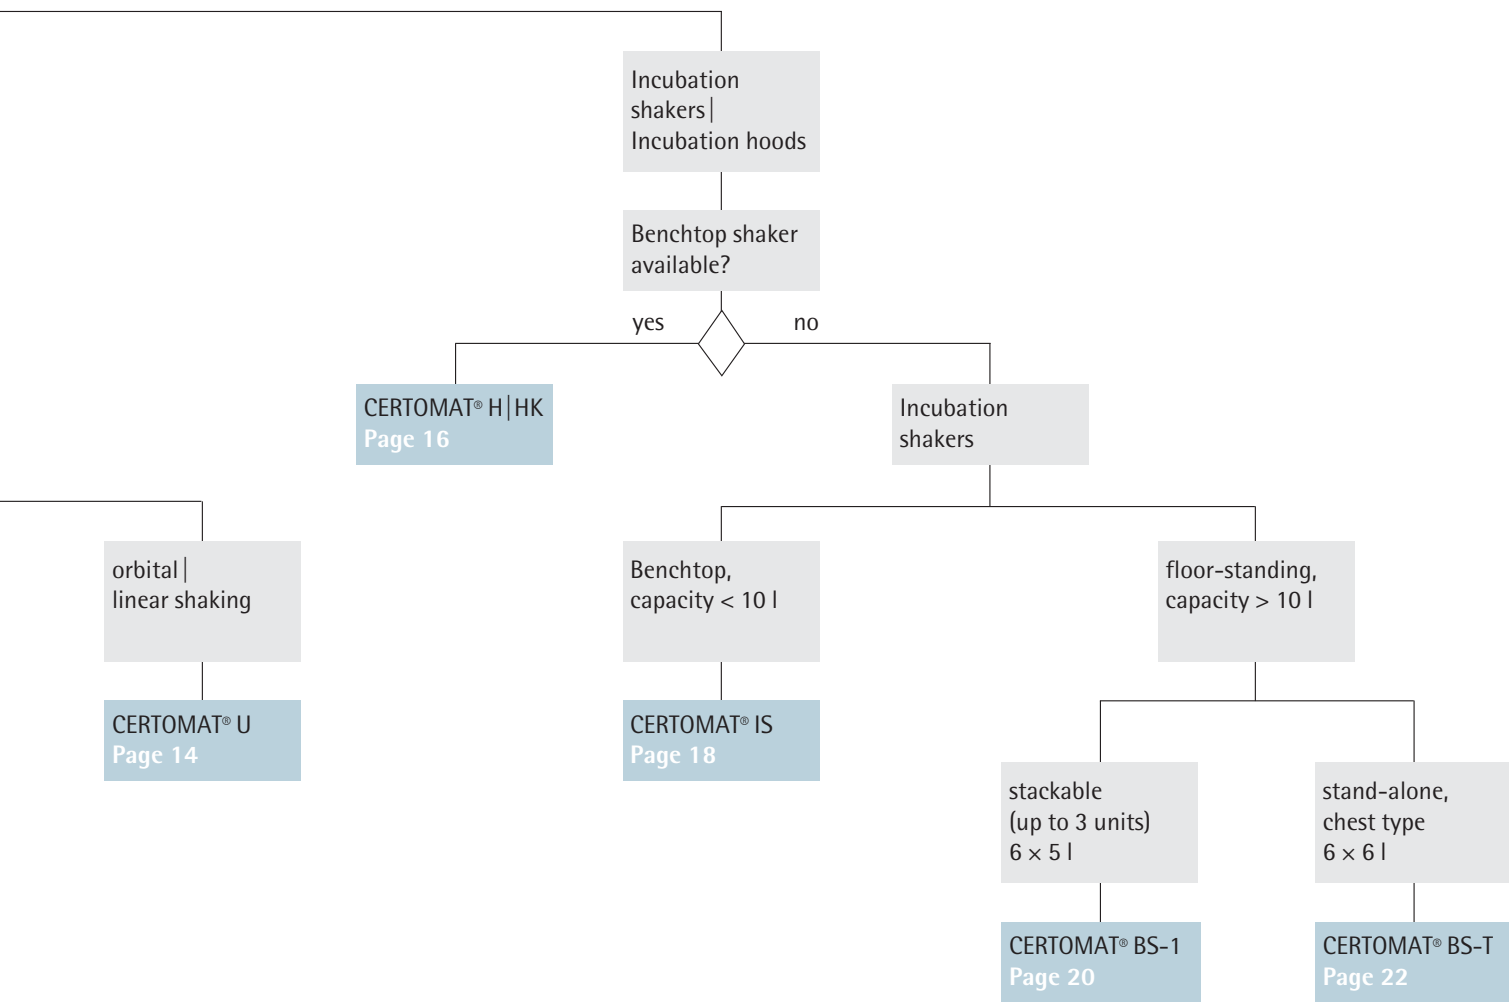 Incubation
shakers|
Incubation hoods
Benchtop shaker
available?
yes
no
CERTOMAT® H|HK
Page 16
Incubation
shakers
orbital|
linear shaking
Benchtop,
capacity < 10 l
floor-standing,
capacity > 10 l
CERTOMAT® U
Page 14
CERTOMAT® IS
Page 18
stackable
(up to 3 units)
6 × 5 l
stand-alone,
chest type
6 × 6 l
CERTOMAT® BS-1
Page 20
CERTOMAT® BS-T
Page 22